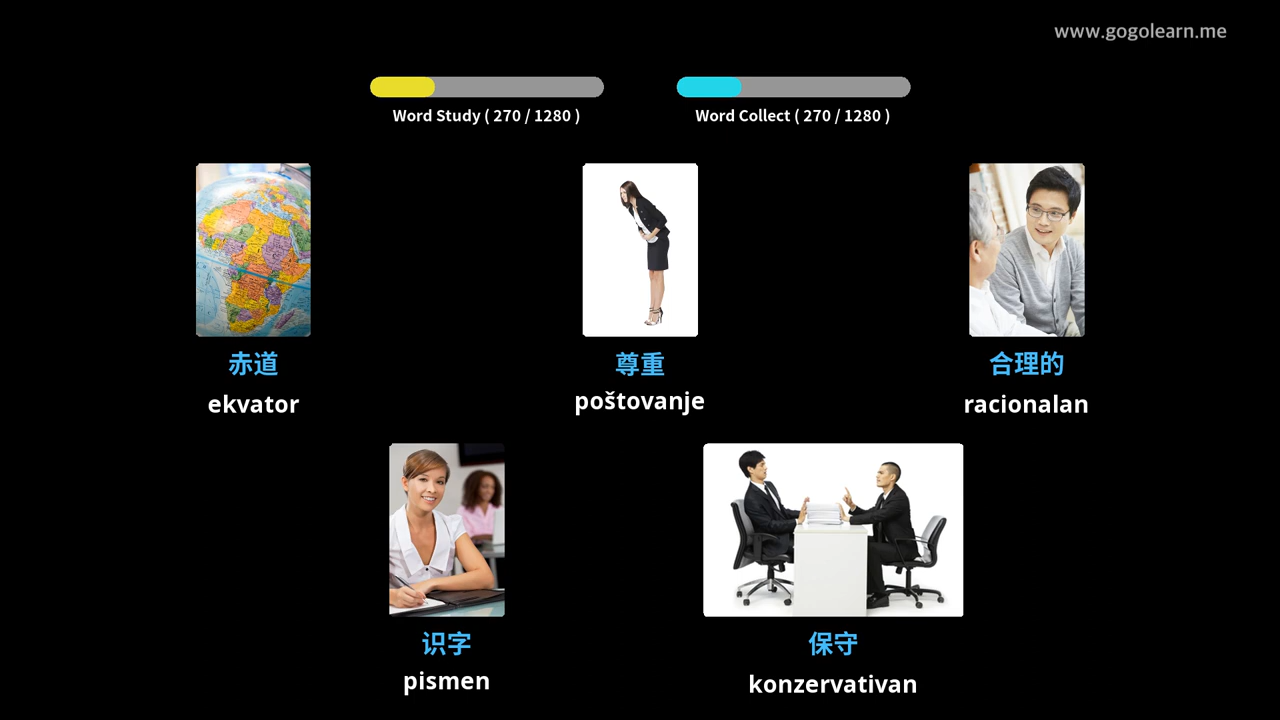 www.gogolearn.me
Word Study ( 270 / 1280 )
Word Collect ( 270 / 1280 )
赤道
ekvator
尊重
poštovanje
合理的
racionalan
识字
pismen
保守
konzervativan